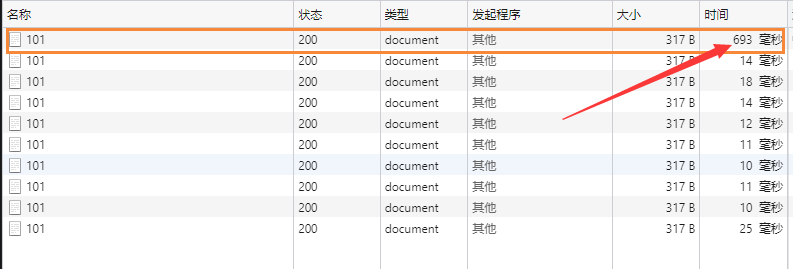 名称 状态 类型 发起程序 大小 时间
101 200 document 其他 317 B 693 毫秒
101 200 document 其他 317 B 14 毫秒
101 200 document 其他 317 B 18 毫秒
101 200 document 其他 317 B 14 毫秒
101 200 document 其他 317 B 12 毫秒
101 200 document 其他 317 B 11 毫秒
101 200 document 其他 317 B 10 毫秒
101 200 document 其他 317 B 11 毫秒
101 200 document 其他 317 B 10 毫秒
101 200 document 其他 317 B 25 毫秒